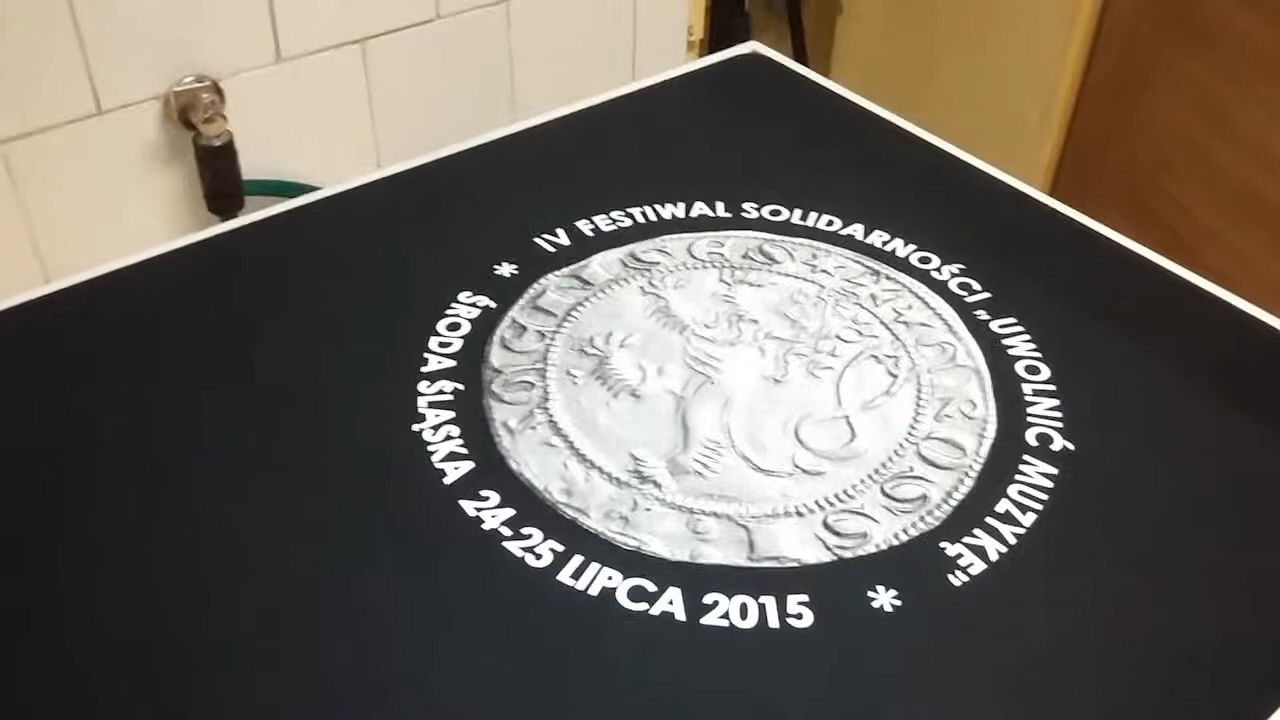 IV FESTIWAL SOLIDARNOŚCI „UWOLNIĆ MUZYKĘ”
* ŚRODA ŚLĄSKA 24-25 LIPCA 2015 *